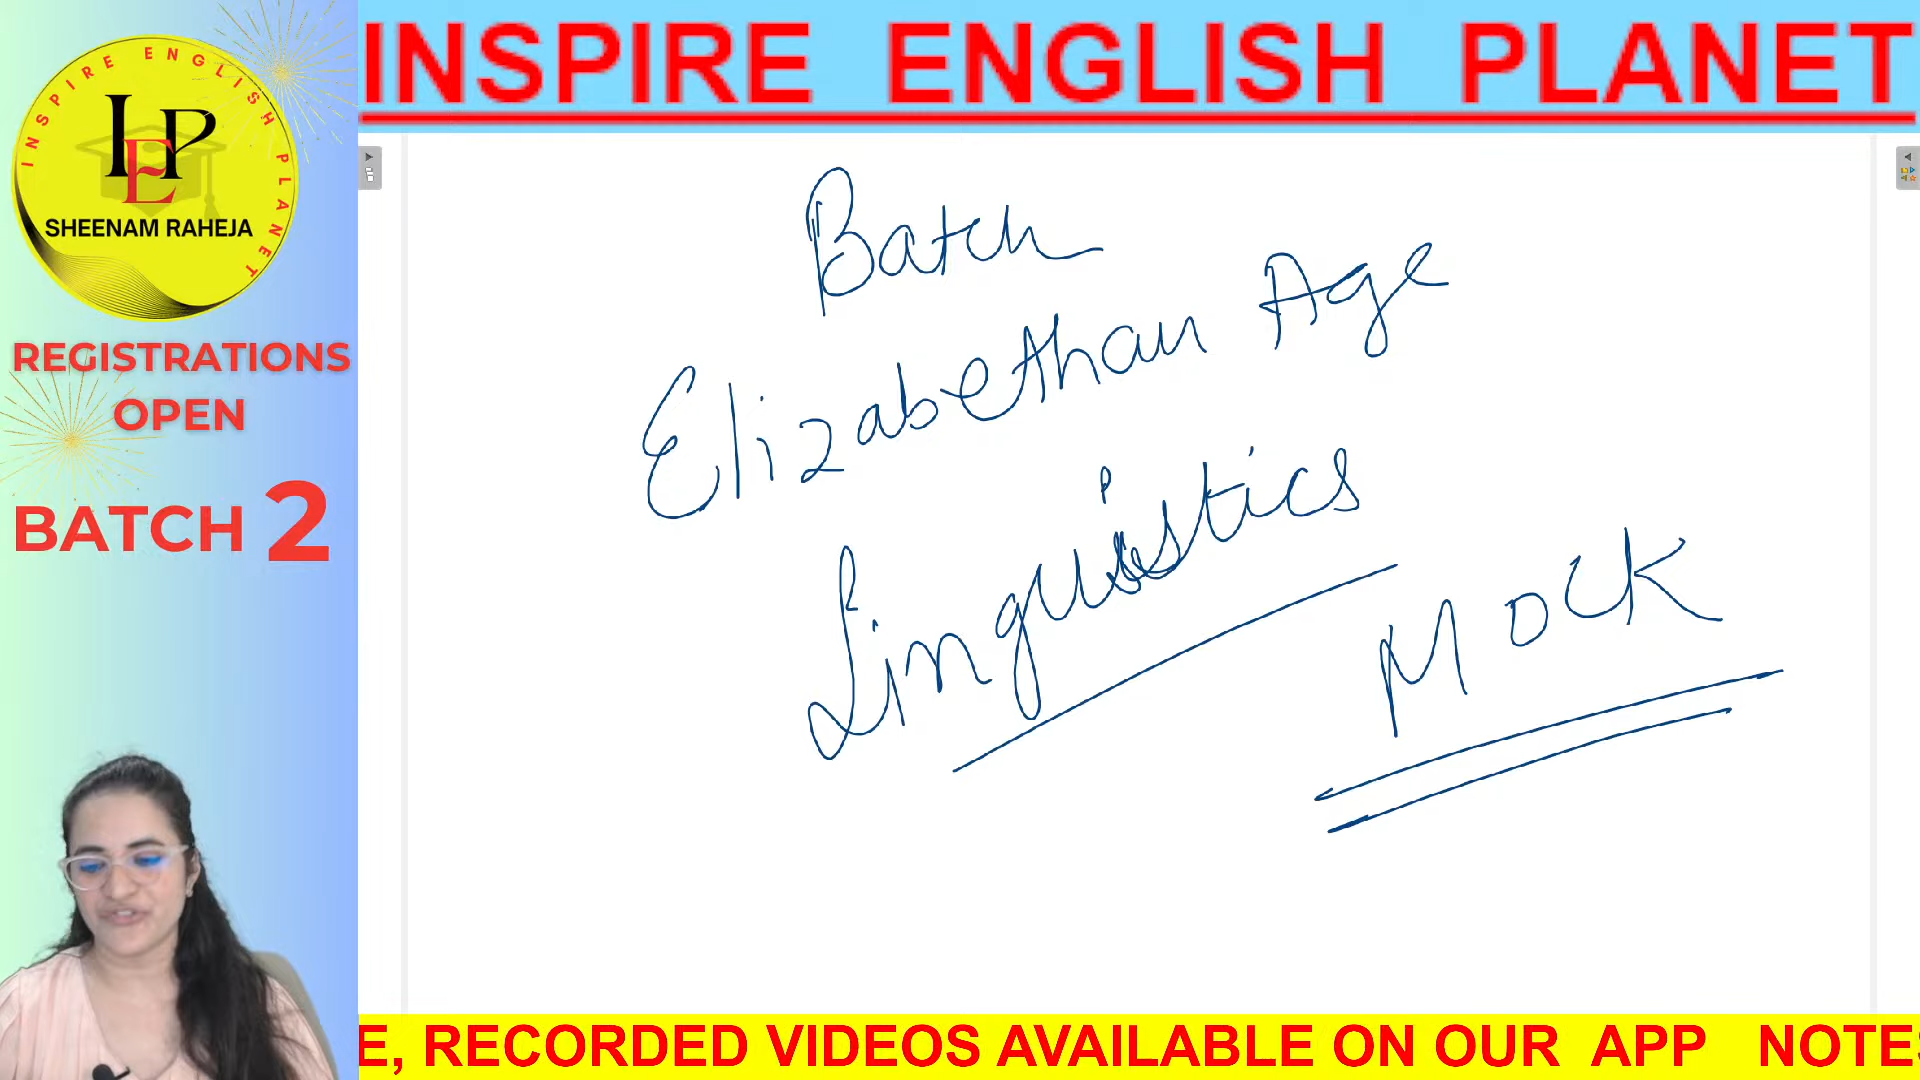 INSPIRE ENGLISH PLANET
INSPIRE ENGLISH PLANET
IEP
SHEENAM RAHEJA
REGISTRATIONS
OPEN
BATCH 2
Batch
Elizabethan Age
Linguistics
Mock
E, RECORDED VIDEOS AVAILABLE ON OUR APP NOTES